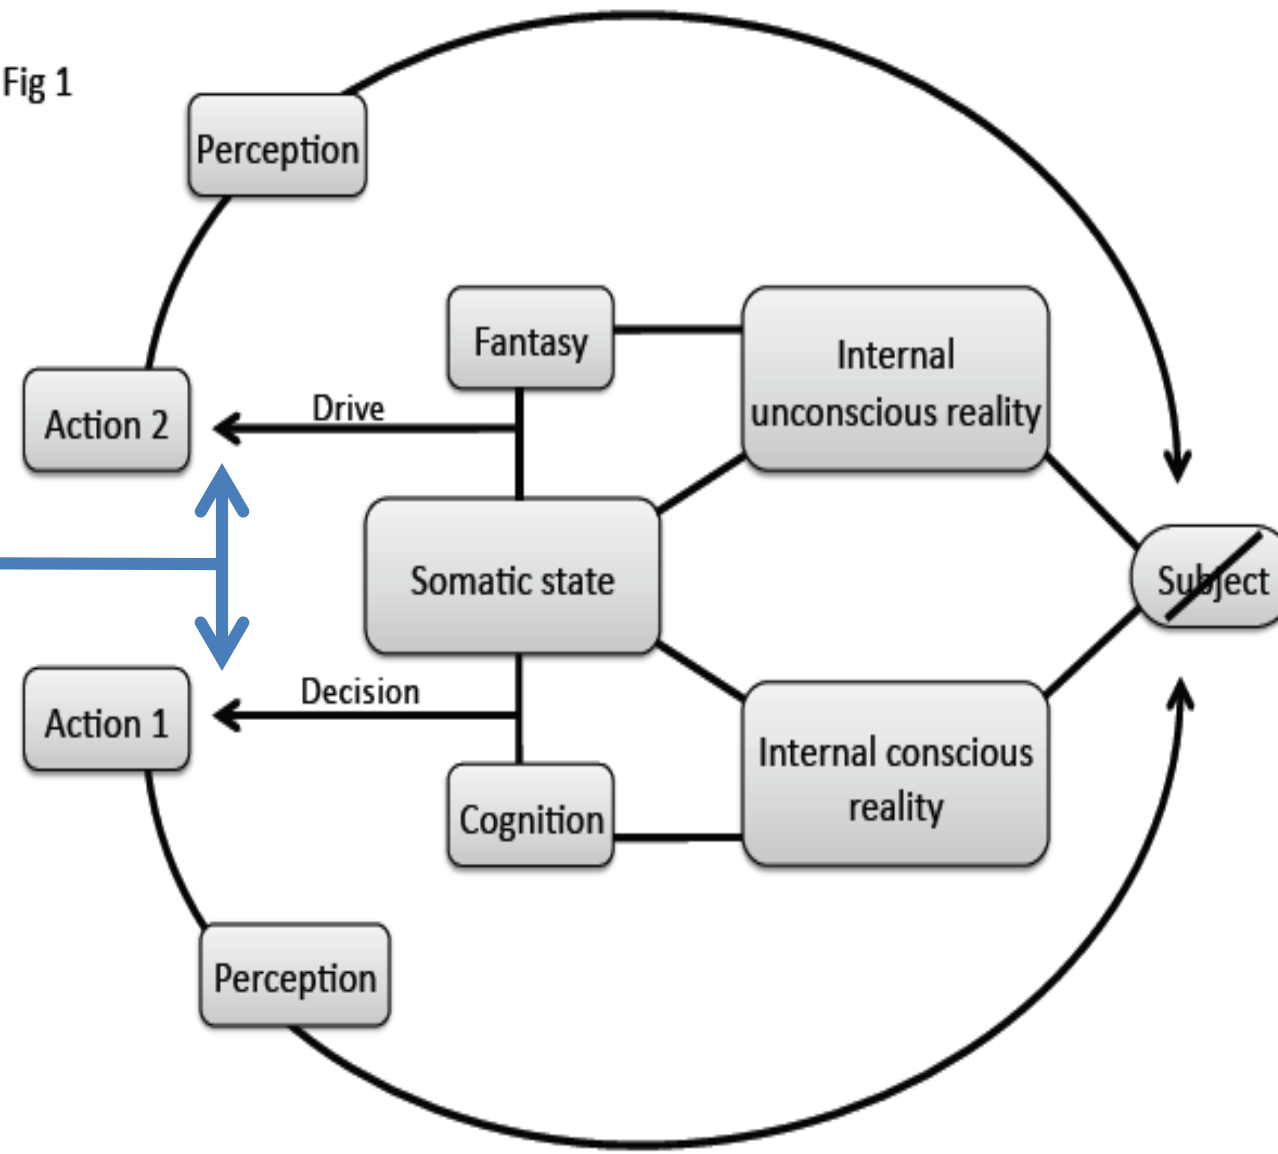 Fig 1
Perception
Fantasy
Internal
unconscious reality
Drive
Action 2
Somatic state
Subject
Decision
Action 1
Internal conscious
reality
Cognition
Perception